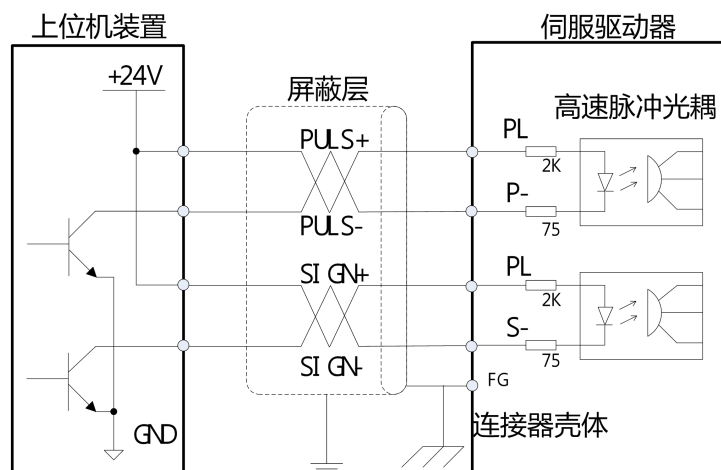 上位机装置
伺服驱动器
+24V
屏蔽层
高速脉冲光耦
PULS+
PL
2K
P-
PULS-
75
SIGN+
PL
2K
S-
SIGN-
75
FG
GND
连接器壳体